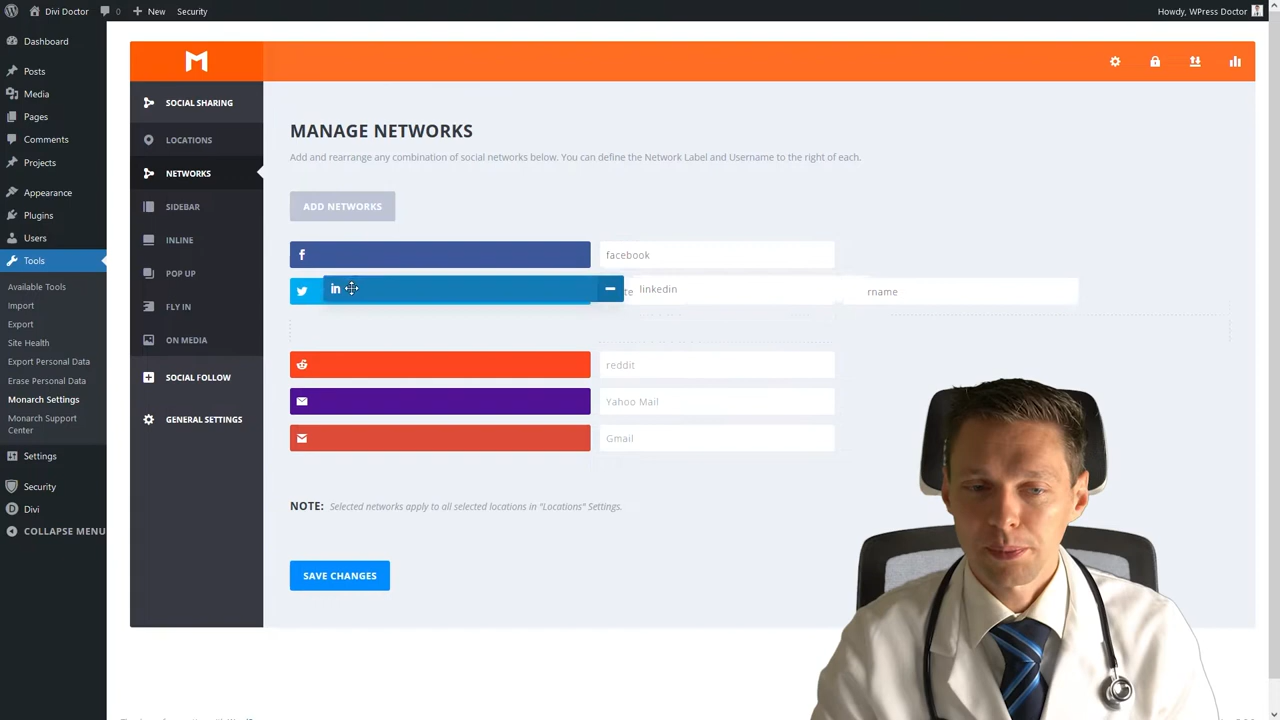 Divi Doctor
0
New
Security
Howdy, WPress Doctor
Dashboard
Posts
Media
Pages
Comments
Projects
Appearance
Plugins
Users
Tools
Available Tools
Import
Export
Site Health
Export Personal Data
Erase Personal Data
Monarch Settings
Monarch Support
Center
Settings
Security
Divi
COLLAPSE MENU
SOCIAL SHARING
LOCATIONS
NETWORKS
SIDEBAR
INLINE
POP UP
FLY IN
ON MEDIA
SOCIAL FOLLOW
GENERAL SETTINGS
MANAGE NETWORKS
Add and rearrange any combination of social networks below. You can define the Network Label and Username to the right of each.
ADD NETWORKS
facebook
in linkedin
rname
reddit
Yahoo Mail
Gmail
NOTE: Selected networks apply to all selected locations in "Locations" Settings.
SAVE CHANGES